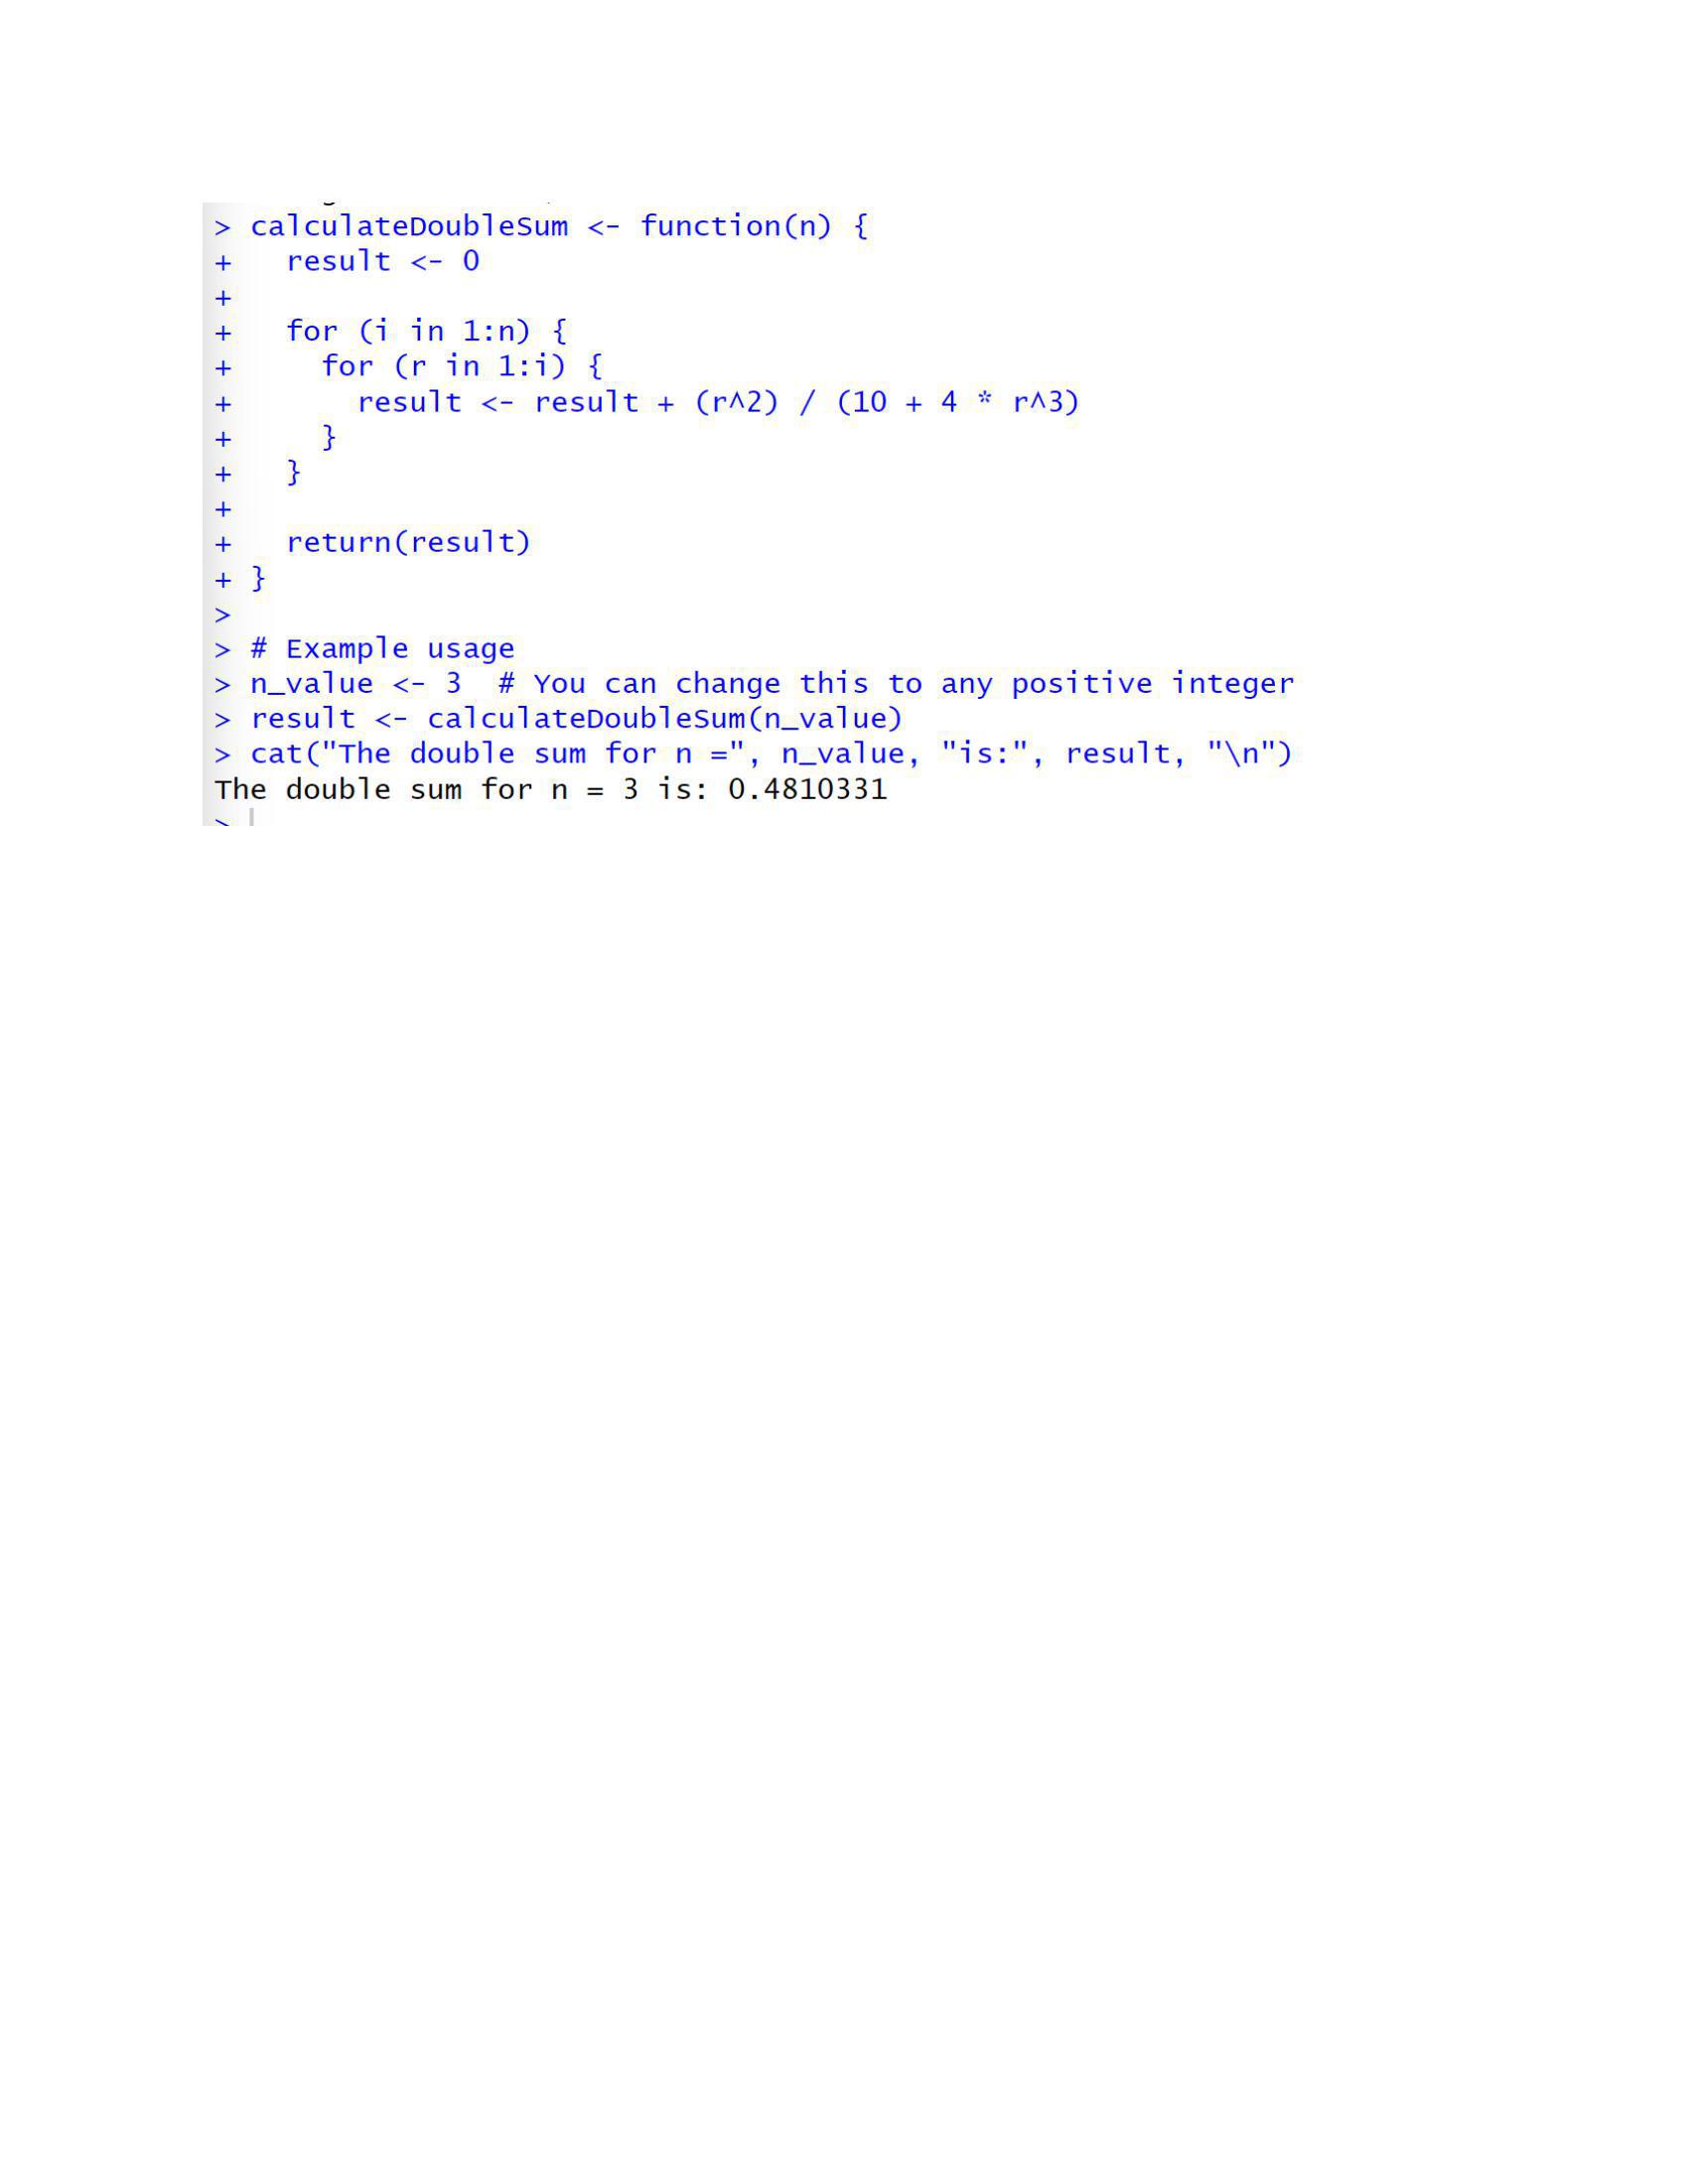 > calculateDoubleSum <- function(n) {
+   result <- 0
+
+   for (i in 1:n) {
+     for (r in 1:i) {
+       result <- result + (r^2) / (10 + 4 * r^3)
+     }
+   }
+
+   return(result)
+ }
>
> # Example usage
> n_value <- 3  # You can change this to any positive integer
> result <- calculateDoubleSum(n_value)
> cat("The double sum for n =", n_value, "is:", result, "\n")
The double sum for n = 3 is: 0.4810331
>